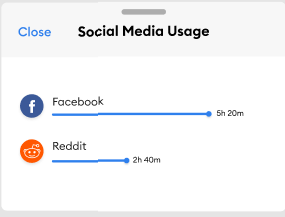 Close Social Media Usage
Facebook
5h 20m
Reddit
2h 40m